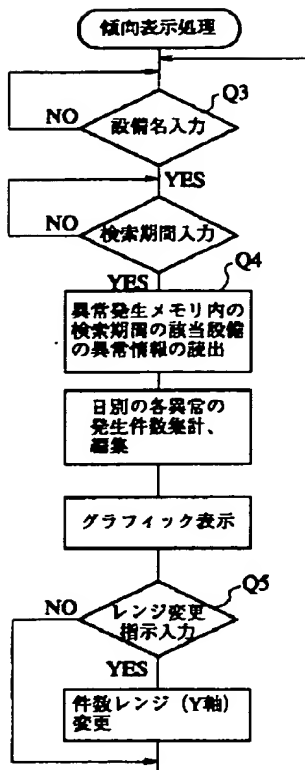 傾向表示処理
Q3
NO
設備名入力
YES
NO
検索期間入力
Q4
YES
異常発生メモリ内の
検索期間の該当設備
の異常情報の読出
日別の各異常の
発生件数集計、
編集
グラフィック表示
Q5
NO
レンジ変更
指示入力
YES
件数レンジ（Y軸）
変更